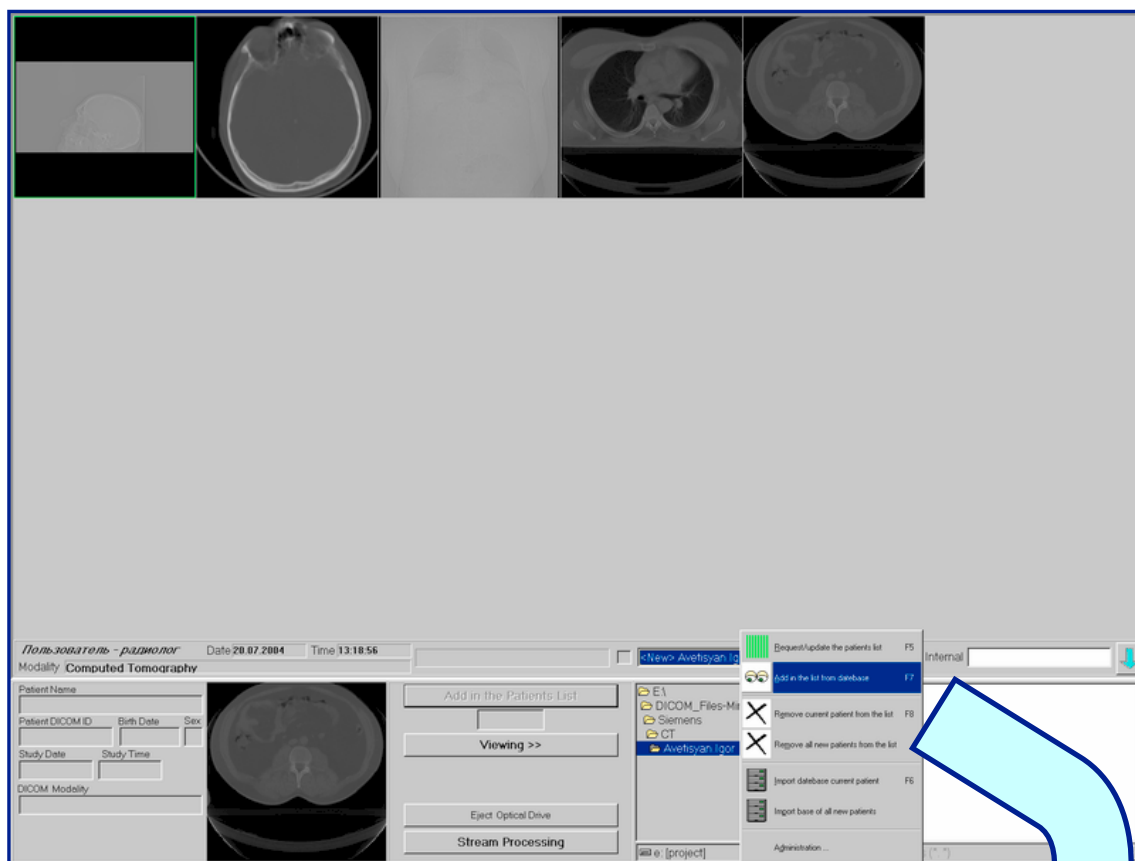 Пользователь - радиолог Date 20.07.2004 Time 13:18:56
Modality Computed Tomography
<New> Avetisyan Ig
Internal
Patient Name
Patient DICOM ID Birth Date Sex
Study Date Study Time
DICOM Modality
Add in the Patients List
Viewing >>
Eject Optical Drive
Stream Processing
E:\
DICOM_Files-Mi
Siemens
CT
Avetisyan Igor
e: [project]
Request/update the patients list F5
Add in the list from datebase F7
Remove current patient from the list F8
Remove all new patients from the list
Import datebase current patient F6
Import base of all new patients
Administration ...